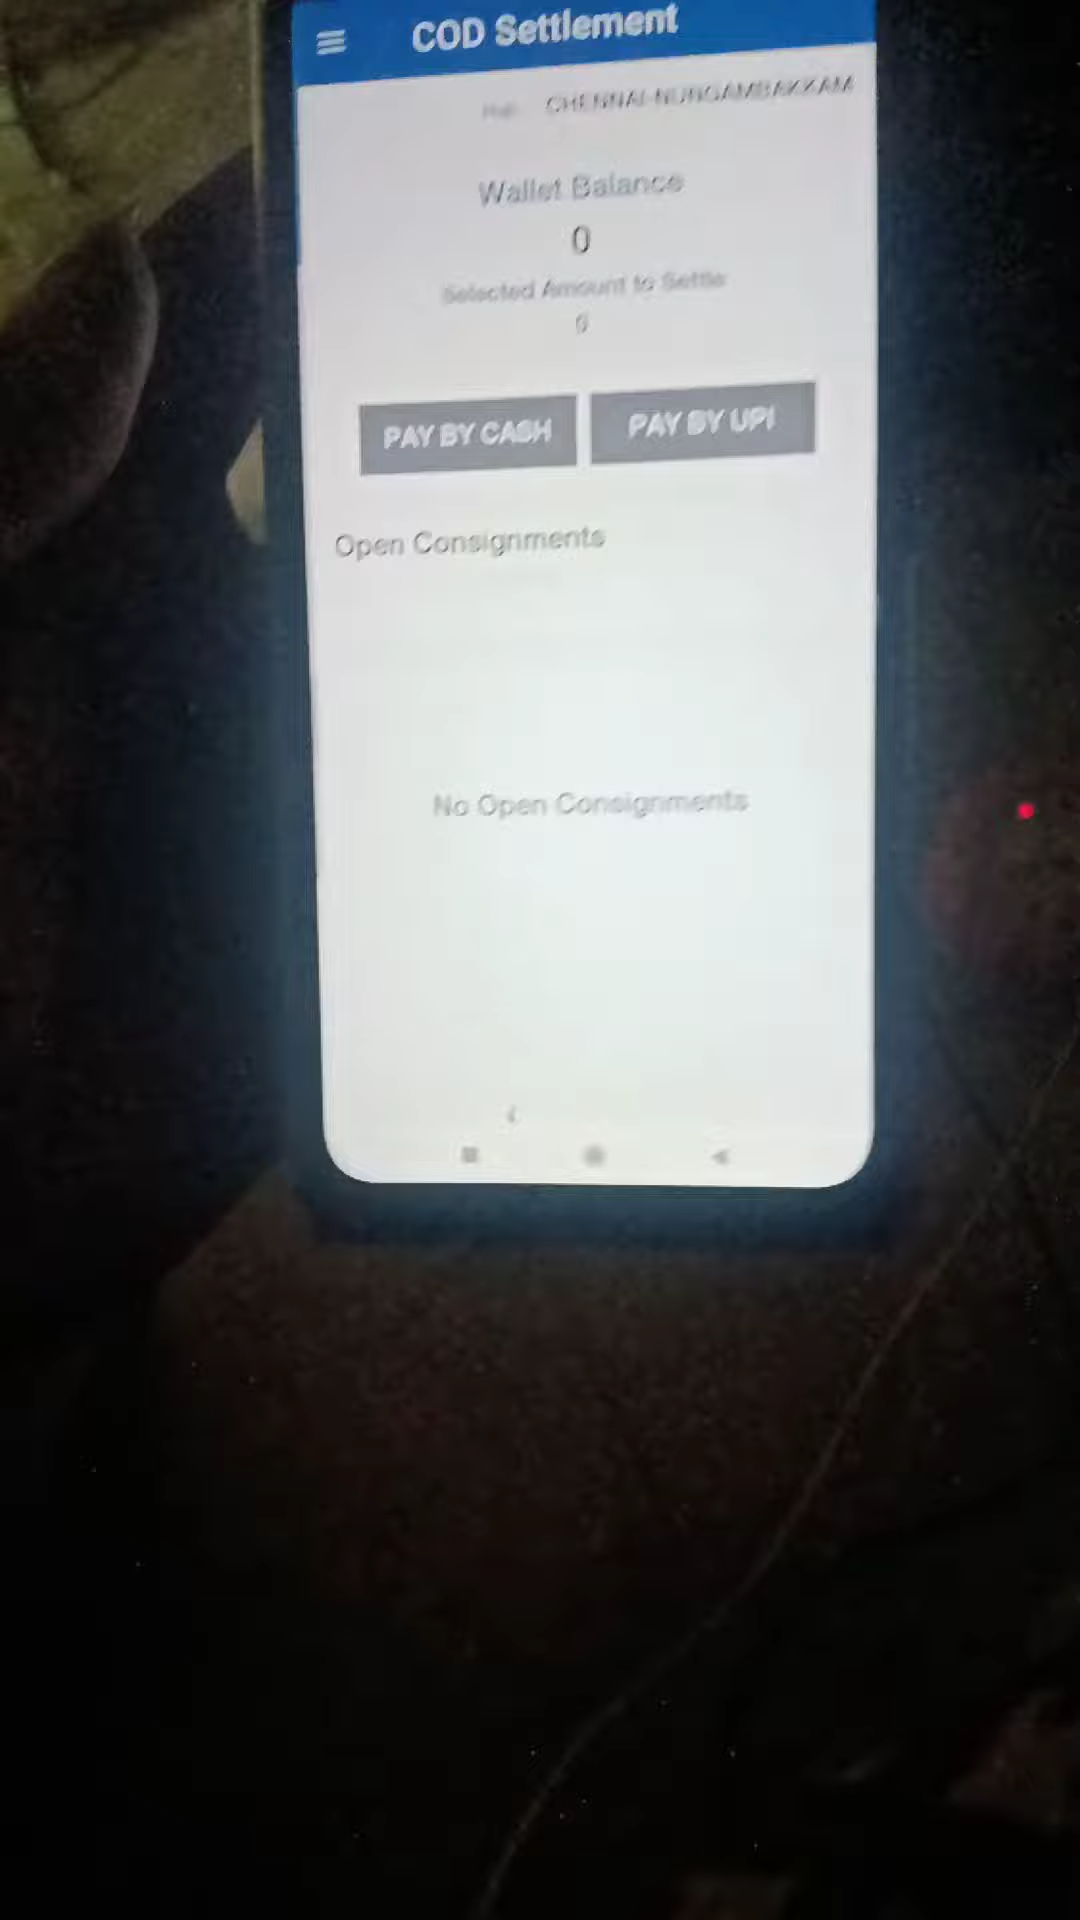 COD Settlement
Hub: CHENNAI-NUNGAMBAKKAM
Wallet Balance
0
Selected Amount to Settle
0
PAY BY CASH
PAY BY UPI
Open Consignments
No Open Consignments